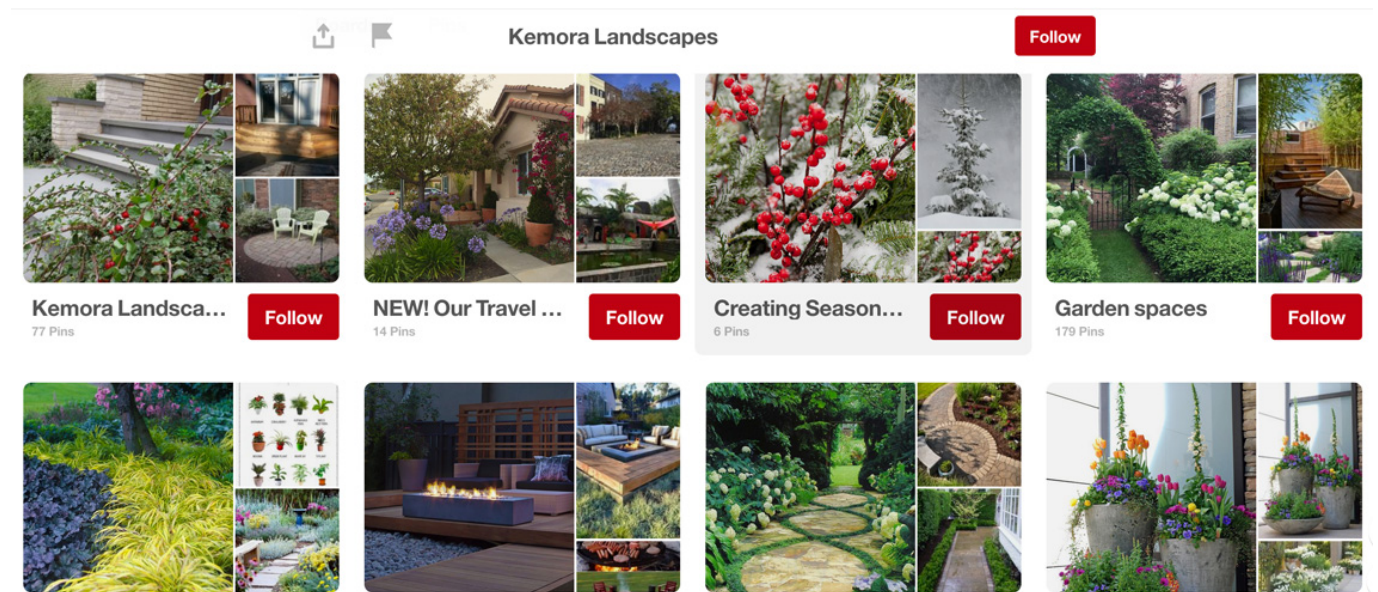 Kemora Landscapes
Follow
Kemora Landsca...
77 Pins
Follow
NEW! Our Travel ...
14 Pins
Follow
Creating Season...
6 Pins
Follow
Garden spaces
179 Pins
Follow